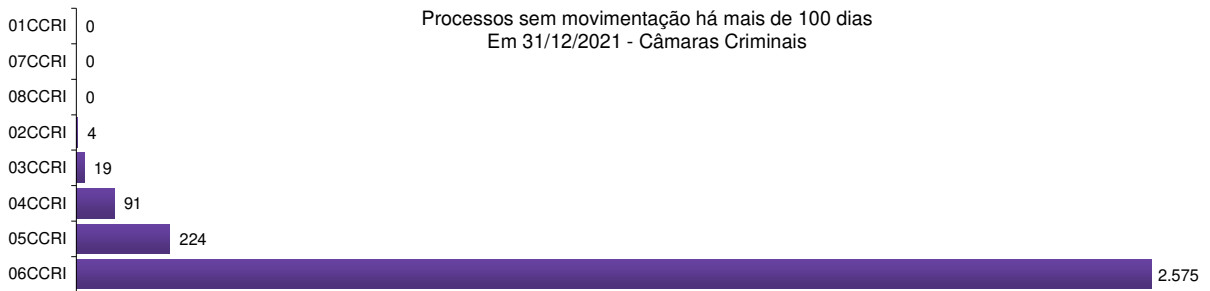 Processos sem movimentação há mais de 100 dias
Em 31/12/2021 - Câmaras Criminais
01CCRI 0
07CCRI 0
08CCRI 0
02CCRI 4
03CCRI 19
04CCRI 91
05CCRI 224
06CCRI 2.575